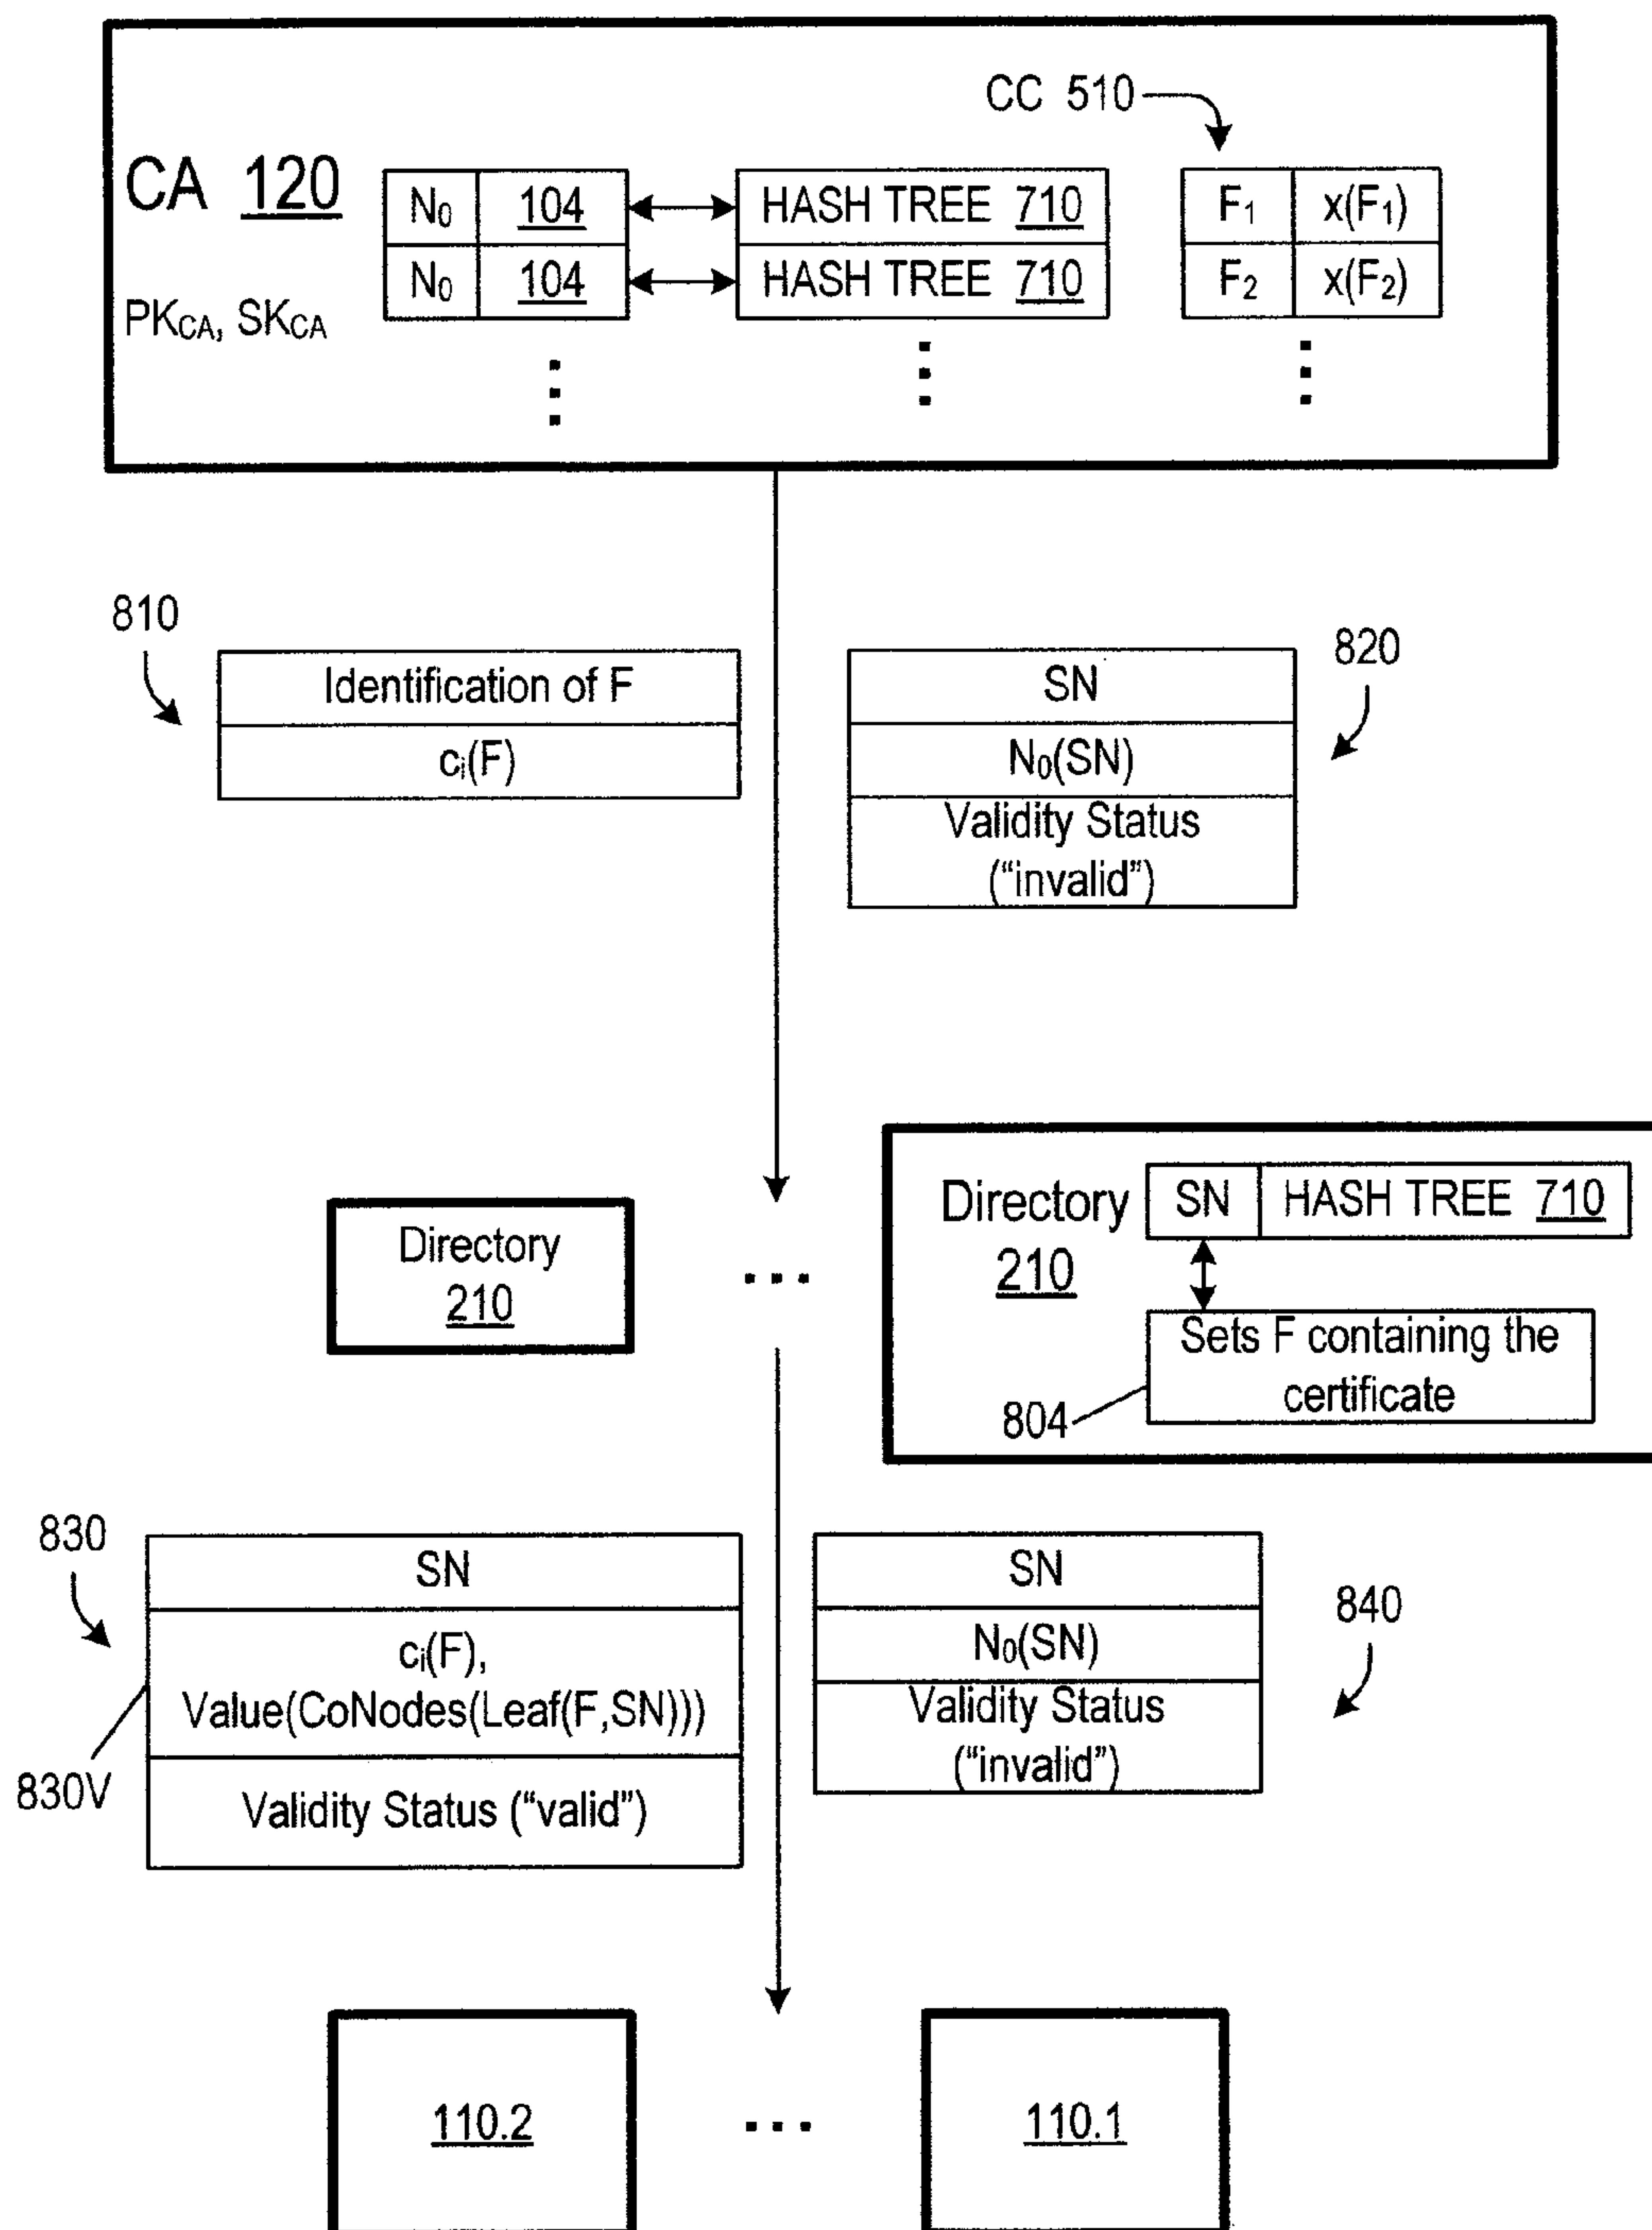 CC 510
CA 120
N₀ 104 HASH TREE 710 F₁ x(F₁)
N₀ 104 HASH TREE 710 F₂ x(F₂)
PK_CA, SK_CA
810
Identification of F
cᵢ(F)
820
SN
N₀(SN)
Validity Status
(“invalid”)
Directory
210
...
Directory
210
SN HASH TREE 710
Sets F containing the
certificate
804
830
SN
cᵢ(F),
Value(CoNodes(Leaf(F,SN)))
830V
Validity Status (“valid”)
SN
N₀(SN)
Validity Status
(“invalid”)
840
110.2 ... 110.1